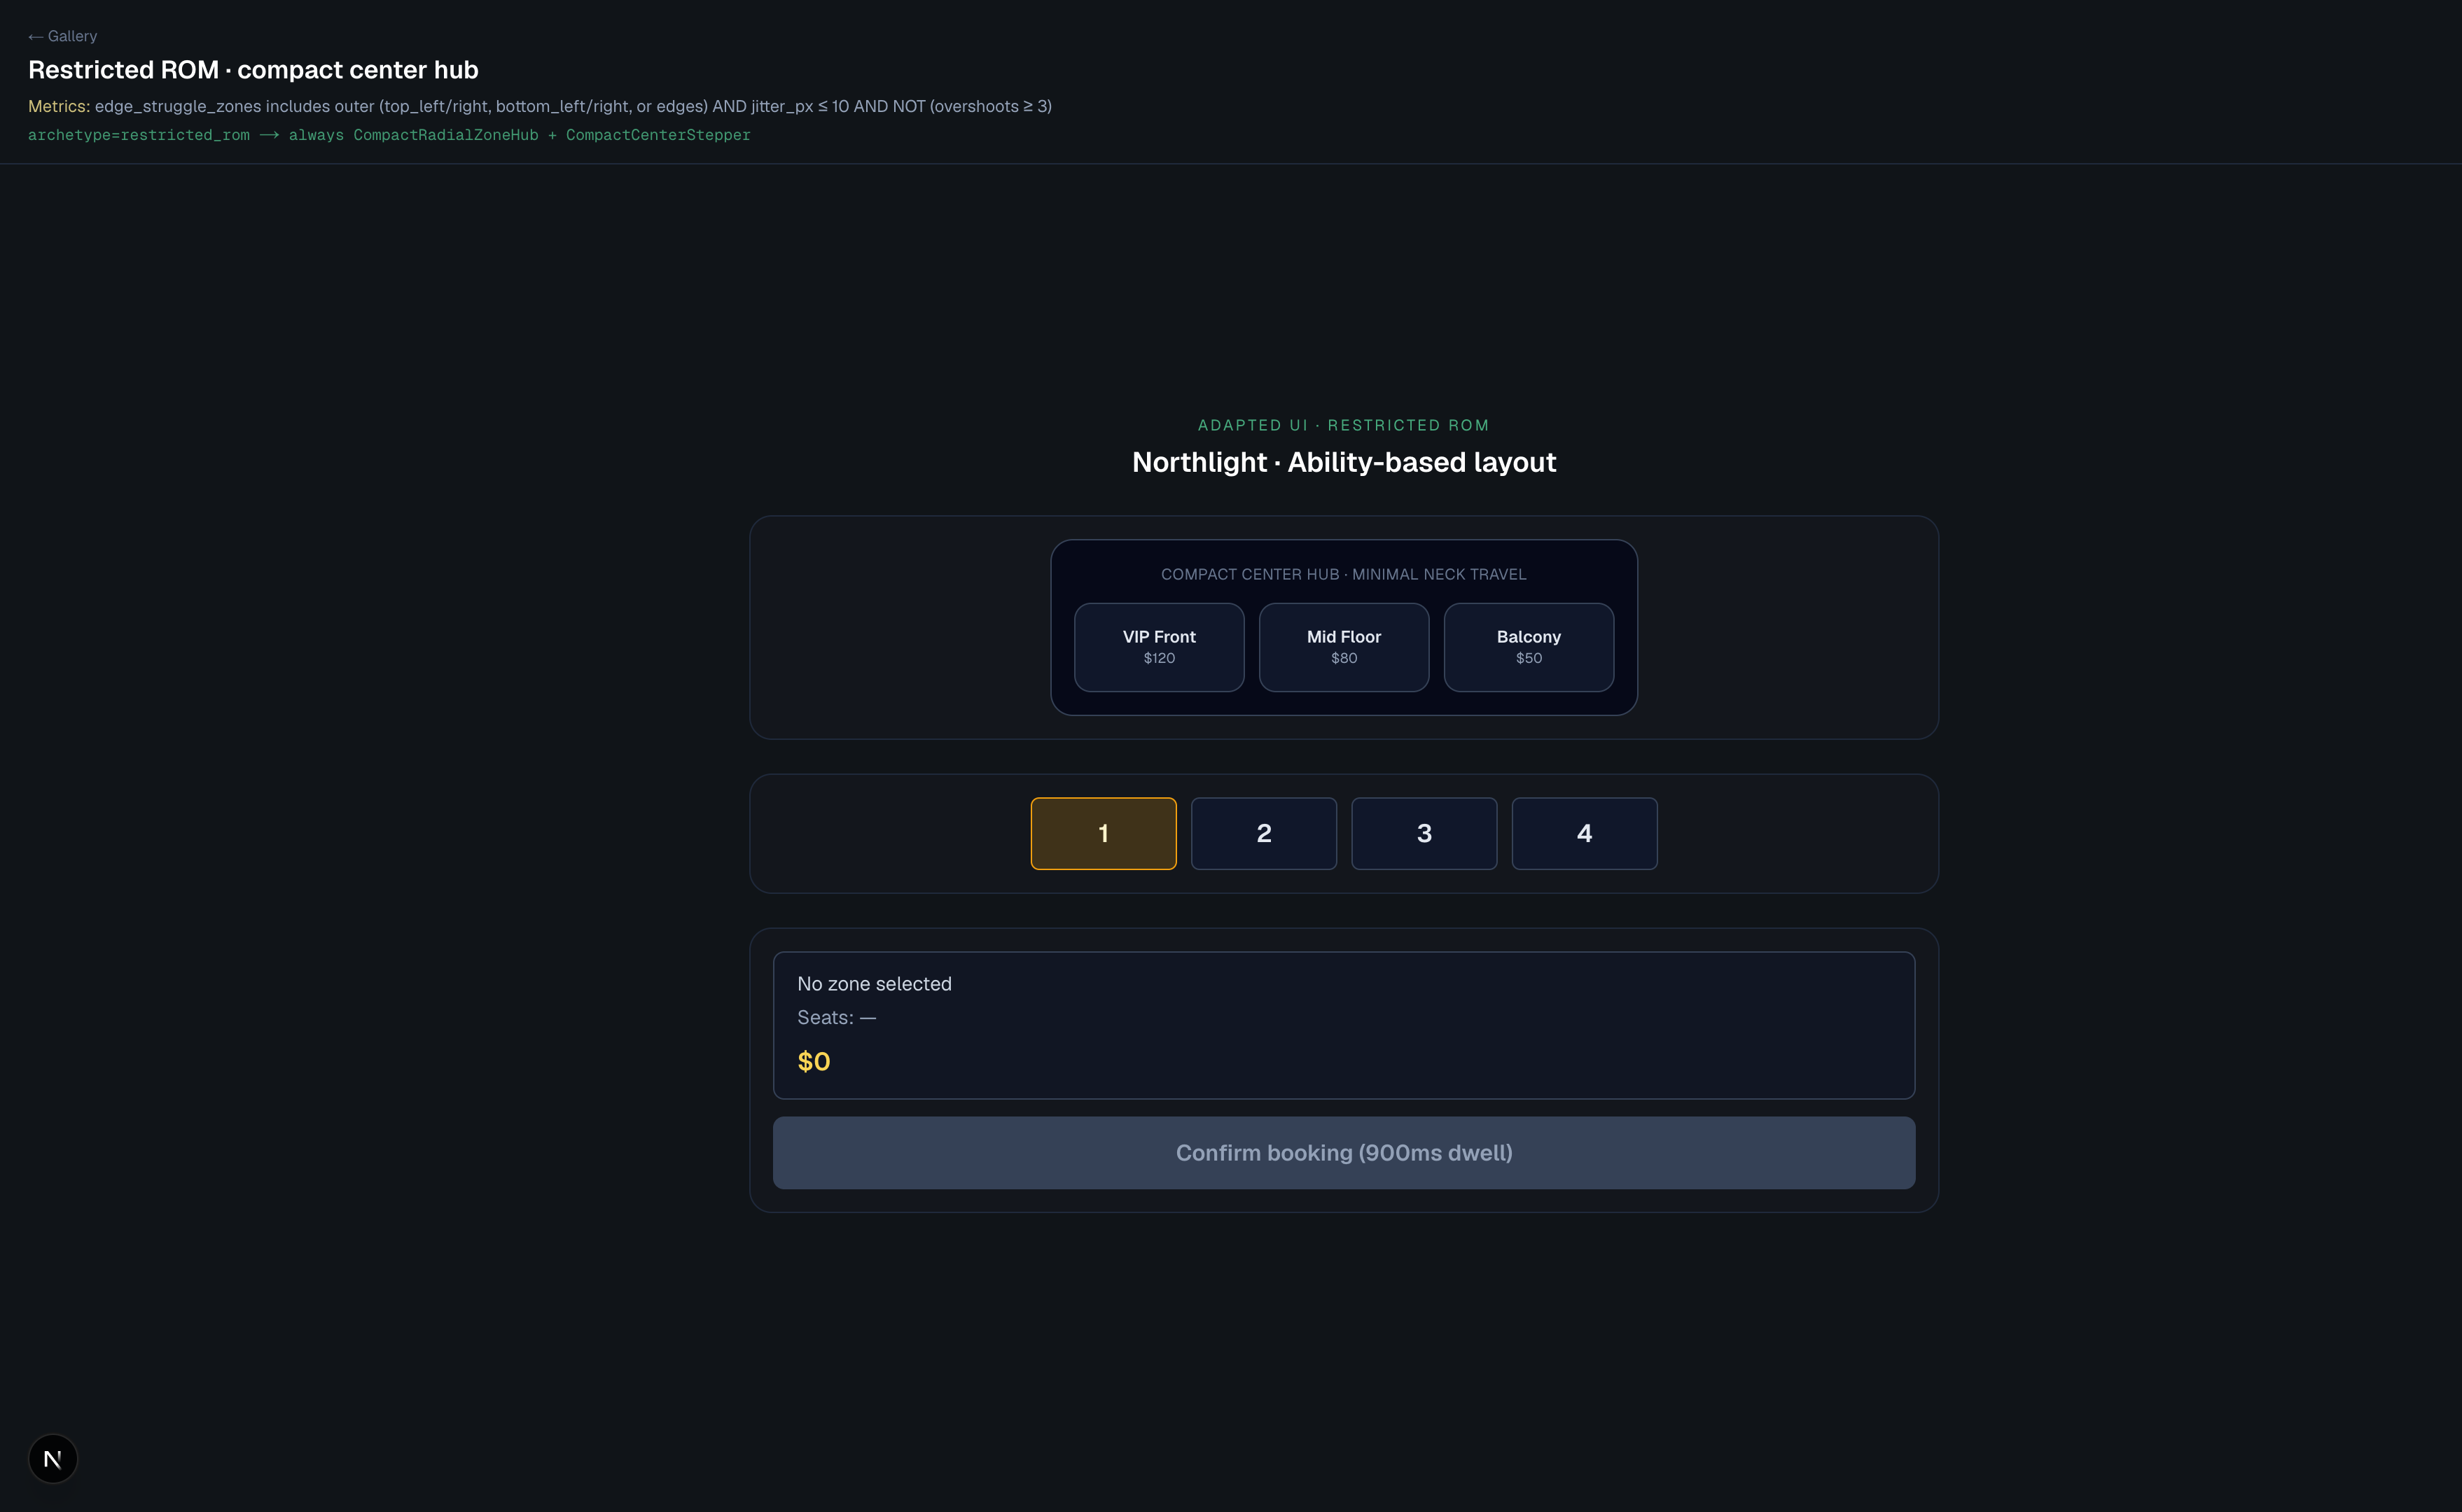 ← Gallery
Restricted ROM · compact center hub
Metrics: edge_struggle_zones includes outer (top_left/right, bottom_left/right, or edges) AND jitter_px ≤ 10 AND NOT (overshoots ≥ 3)
archetype=restricted_rom → always CompactRadialZoneHub + CompactCenterStepper
ADAPTED UI · RESTRICTED ROM
Northlight · Ability-based layout
COMPACT CENTER HUB · MINIMAL NECK TRAVEL
VIP Front
$120
Mid Floor
$80
Balcony
$50
1
2
3
4
No zone selected
Seats: —
$0
Confirm booking (900ms dwell)
N